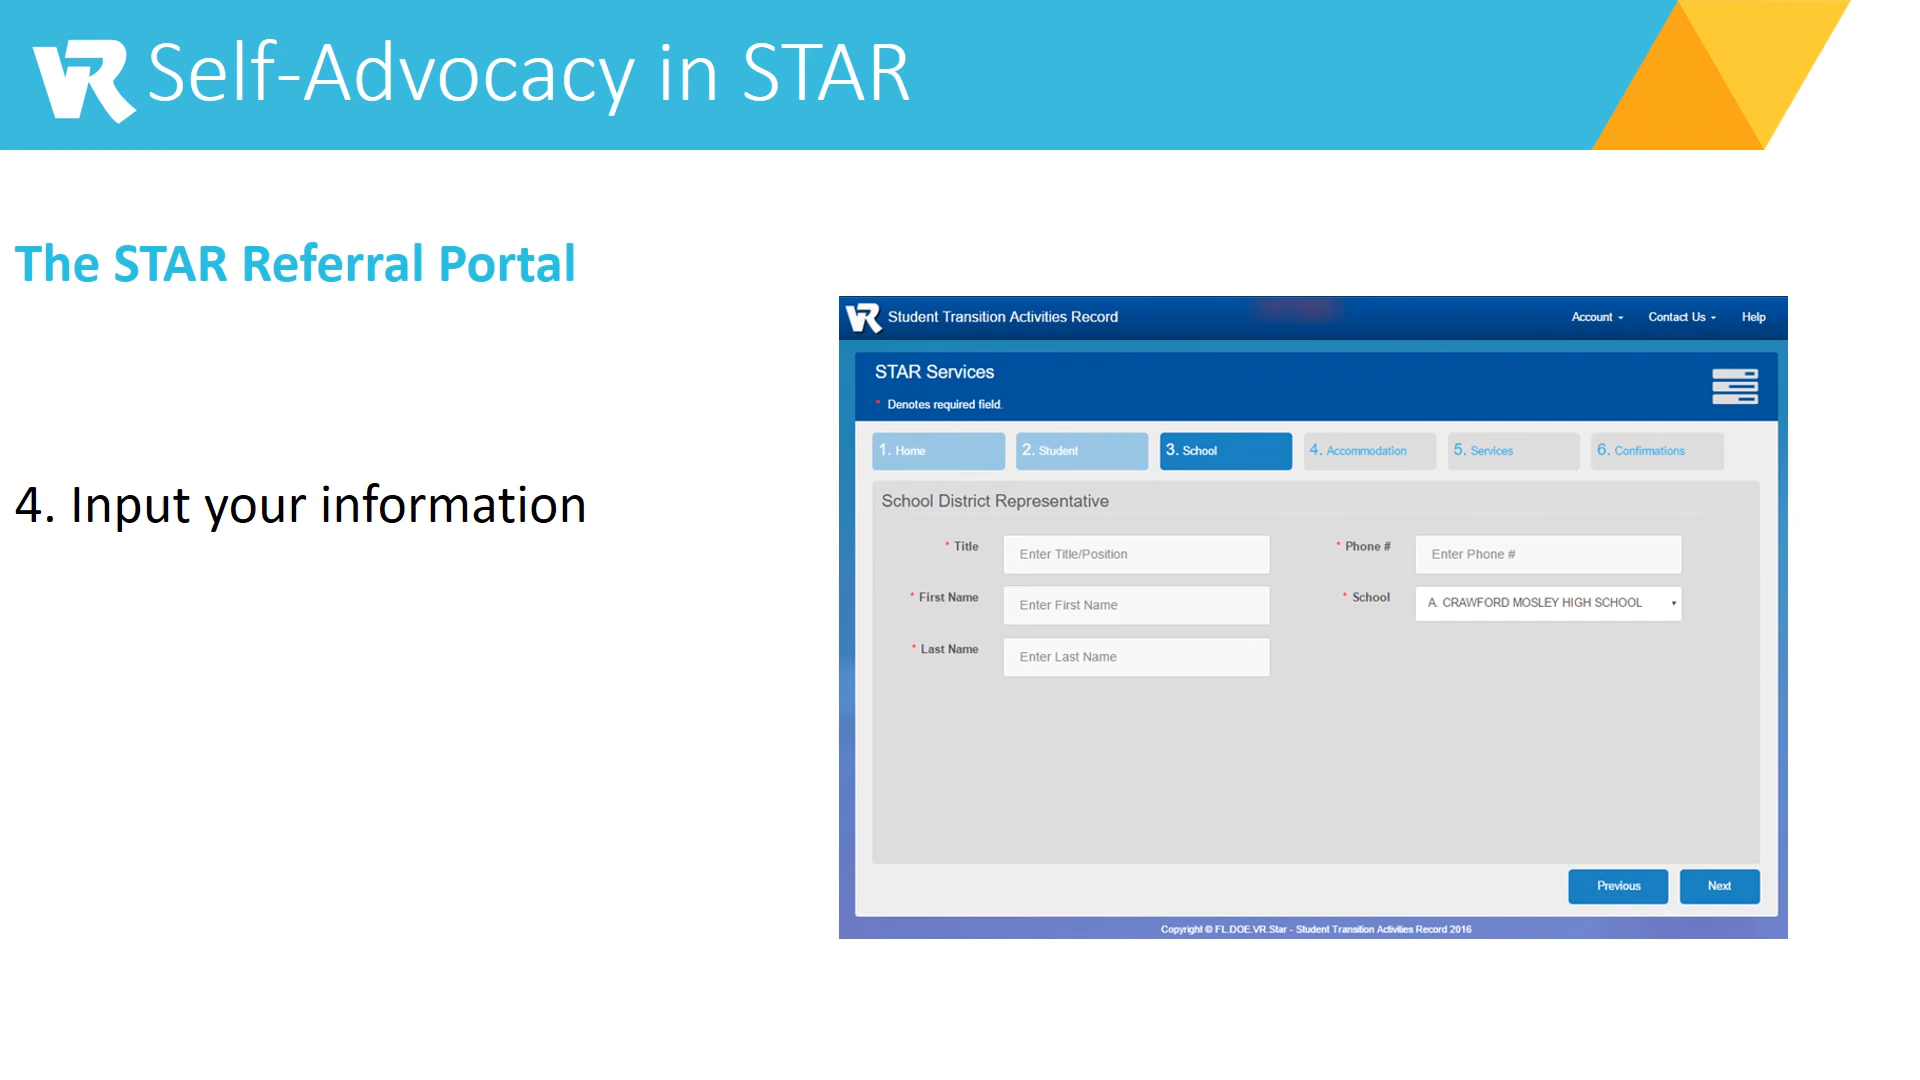 VR Self-Advocacy in STAR
The STAR Referral Portal
4. Input your information
VR Student Transition Activities Record
Account Contact Us Help
STAR Services
* Denotes required field.
1. Home 2. Student 3. School 4. Accommodation 5. Services 6. Confirmations
School District Representative
* Title Enter Title/Position * Phone # Enter Phone #
* First Name Enter First Name * School A. CRAWFORD MOSLEY HIGH SCHOOL
* Last Name Enter Last Name
Previous Next
Copyright © FL.DOE.VR.Star - Student Transition Activities Record 2016